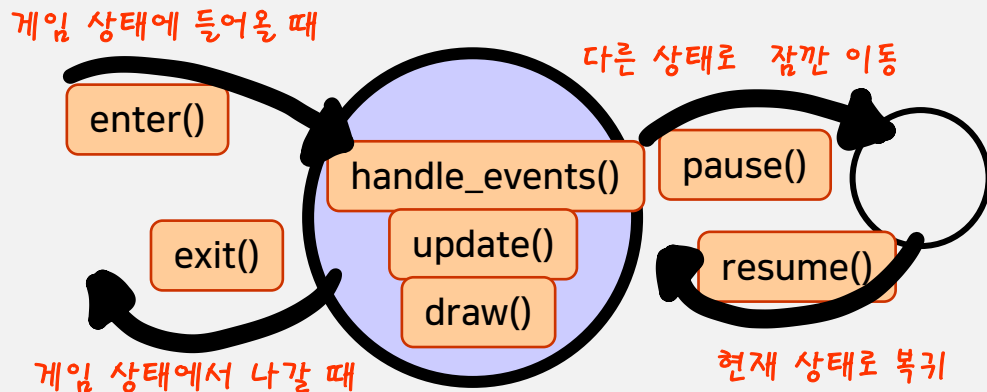 게임 상태에 들어올 때
다른 상태로 잠깐 이동
enter()
handle_events()
pause()
update()
exit()
resume()
draw()
게임 상태에서 나갈 때
현재 상태로 복귀